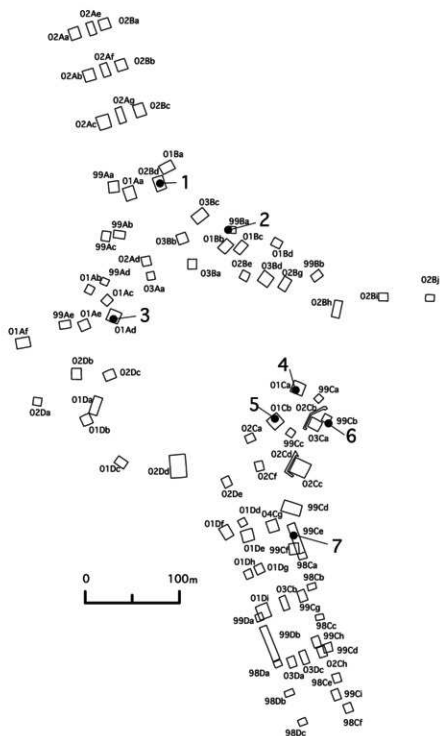 02Ae
02Aa
02Ba
02Af
02Ab
02Bb
02Ag
02Ac
02Bc
01Ba
02Bd
99Aa
01Aa
1
03Bc
99Ba
2
99Ab
99Ac
03Bb
01Bb
01Bc
01Bd
02Ad
03Ba
02Be
03Bd
02Bg
99Bb
99Ad
01Ab
03Aa
01Ac
02Bh
02Bi
02Bj
99Ae
01Ae
01Ad
3
01Af
02Db
02Dc
4
01Ca
99Ca
5
01Cb
02Cb
99Cb
6
02Da
01Da
01Db
02Ca
99Cc
03Ca
01Dc
02Dd
02Cf
02Cd
02Cc
02De
99Cd
01Dd
04Cg
01Df
01De
99Ce
99Cf
7
98Ca
01Dh
01Dg
98Cb
03Cb
01Di
99Cg
99Da
98Cc
99Db
99Ch
99Cd
02Ch
98Da
03Da
03Dc
98Ce
98Db
99Ci
98Cf
98Dc
0
100m